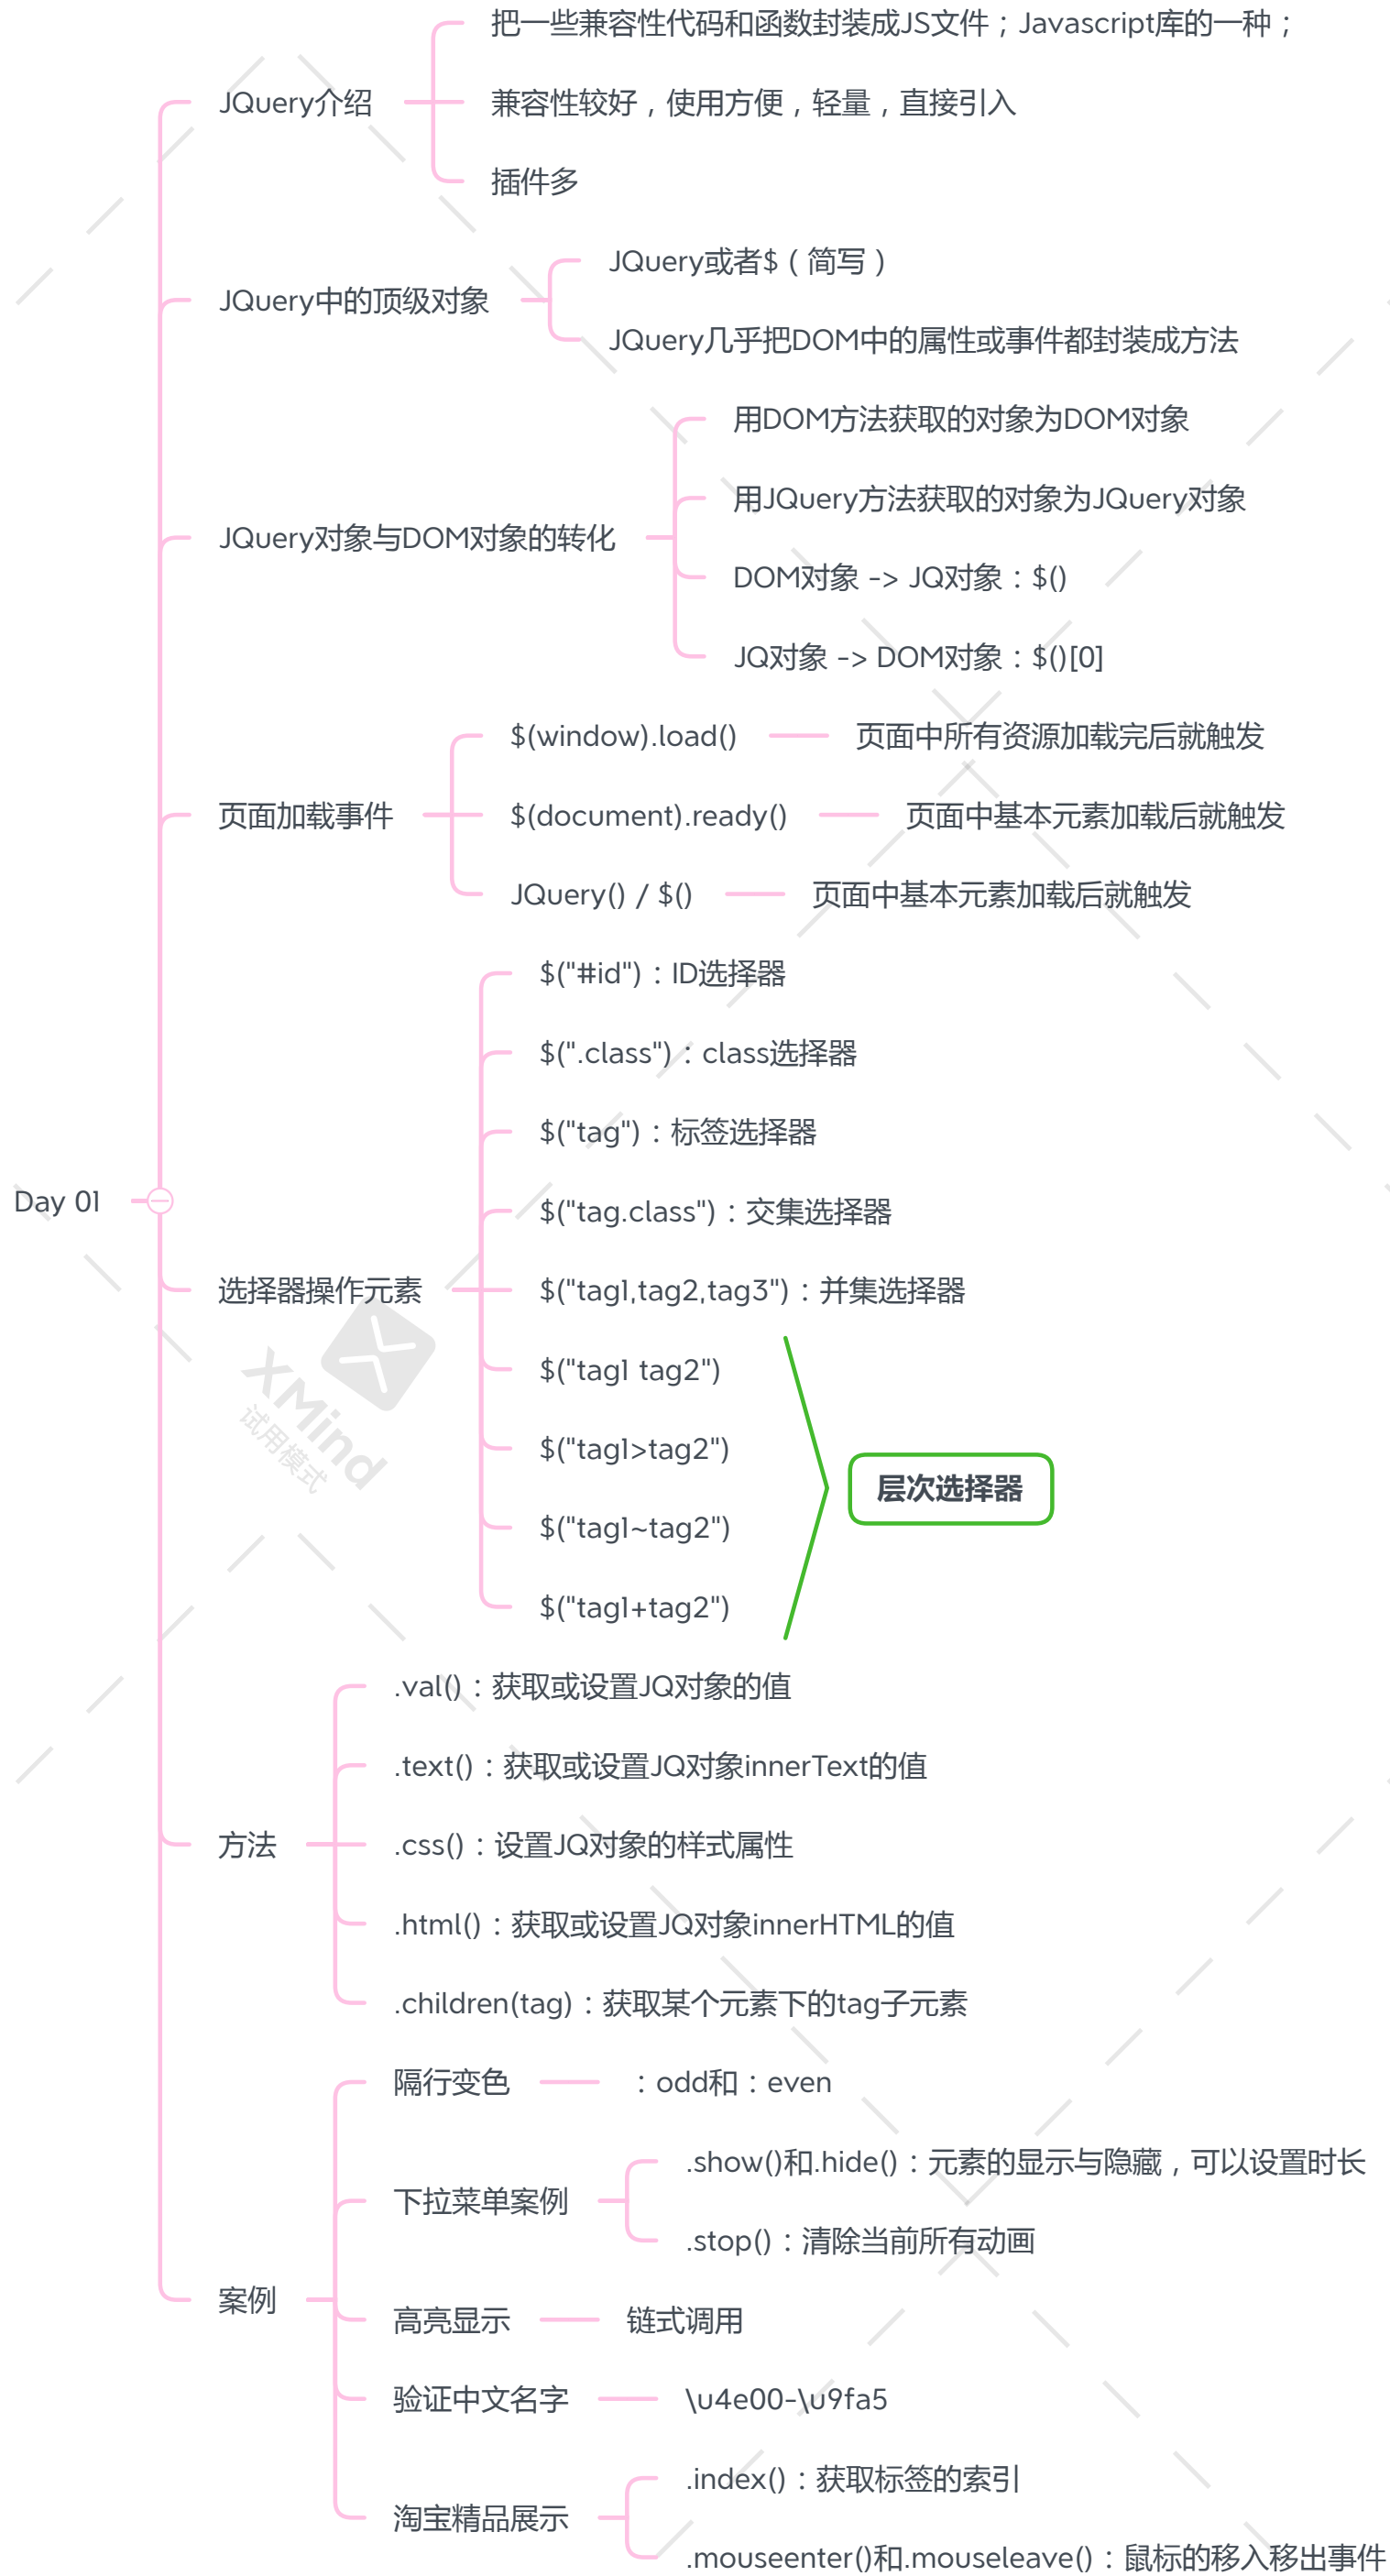 Day 01
JQuery介绍
把一些兼容性代码和函数封装成JS文件；Javascript库的一种；
兼容性较好，使用方便，轻量，直接引入
插件多
JQuery中的顶级对象
JQuery或者$（简写）
JQuery几乎把DOM中的属性或事件都封装成方法
JQuery对象与DOM对象的转化
用DOM方法获取的对象为DOM对象
用JQuery方法获取的对象为JQuery对象
DOM对象 -> JQ对象：$()
JQ对象 -> DOM对象：$()[0]
页面加载事件
$(window).load()
页面中所有资源加载完后就触发
$(document).ready()
页面中基本元素加载后就触发
JQuery() / $()
页面中基本元素加载后就触发
选择器操作元素
$("#id")：ID选择器
$(".class")：class选择器
$("tag")：标签选择器
$("tag.class")：交集选择器
$("tag1,tag2,tag3")：并集选择器
$("tag1 tag2")
$("tag1>tag2")
$("tag1~tag2")
$("tag1+tag2")
层次选择器
方法
.val()：获取或设置JQ对象的值
.text()：获取或设置JQ对象innerText的值
.css()：设置JQ对象的样式属性
.html()：获取或设置JQ对象innerHTML的值
.children(tag)：获取某个元素下的tag子元素
案例
隔行变色
：odd和：even
下拉菜单案例
.show()和.hide()：元素的显示与隐藏，可以设置时长
.stop()：清除当前所有动画
高亮显示
链式调用
验证中文名字
\u4e00-\u9fa5
淘宝精品展示
.index()：获取标签的索引
.mouseenter()和.mouseleave()：鼠标的移入移出事件
XMind
试用模式